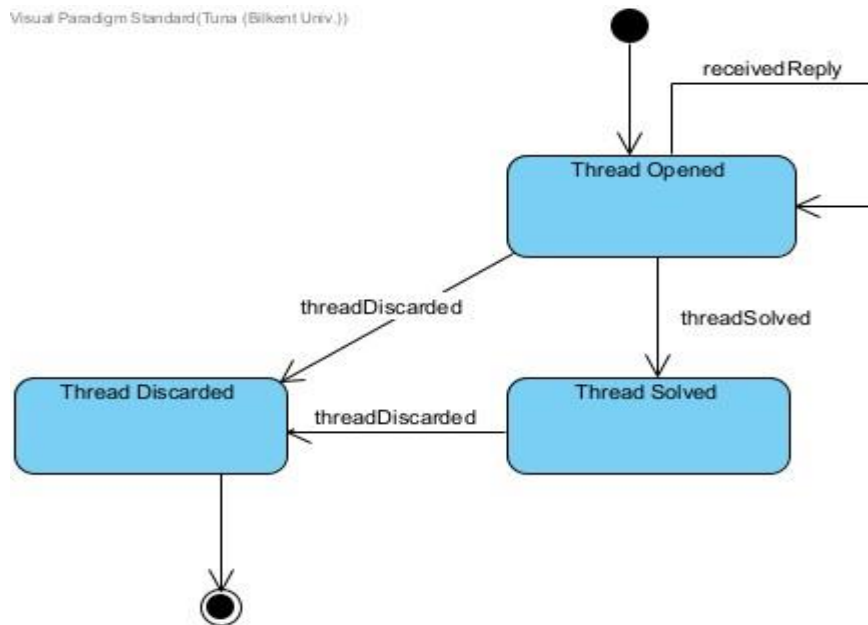 Visual Paradigm Standard(Tuna (Bilkent Univ.))
receivedReply
Thread Opened
threadDiscarded
threadSolved
Thread Discarded
threadDiscarded
Thread Solved